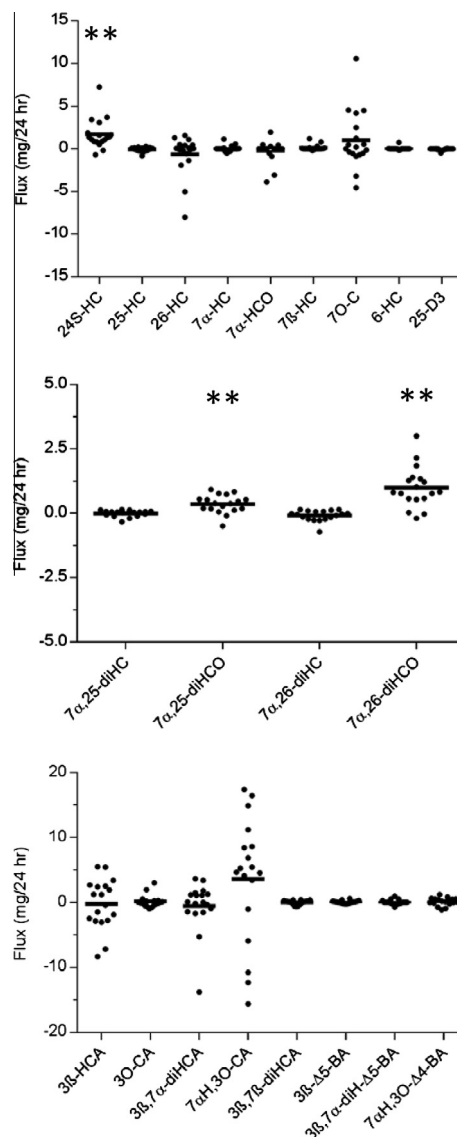 **
15
10
5
0
-5
-10
-15
Flux (mg/24 hr)
24S-HC
25-HC
26-HC
7α-HC
7α-HCO
7ß-HC
7O-C
6-HC
25-D3
** **
5.0
2.5
0.0
-2.5
-5.0
Flux (mg/24 hr)
7α,25-diHC
7α,25-diHCO
7α,26-diHC
7α,26-diHCO
20
10
0
-10
-20
Flux (mg/24 hr)
3ß-HCA
3O-CA
3ß,7α-diHCA
7αH,3O-CA
3ß,7ß-diHCA
3ß-Δ5-BA
3ß,7α-diH-Δ5-BA
7αH,3O-Δ4-BA